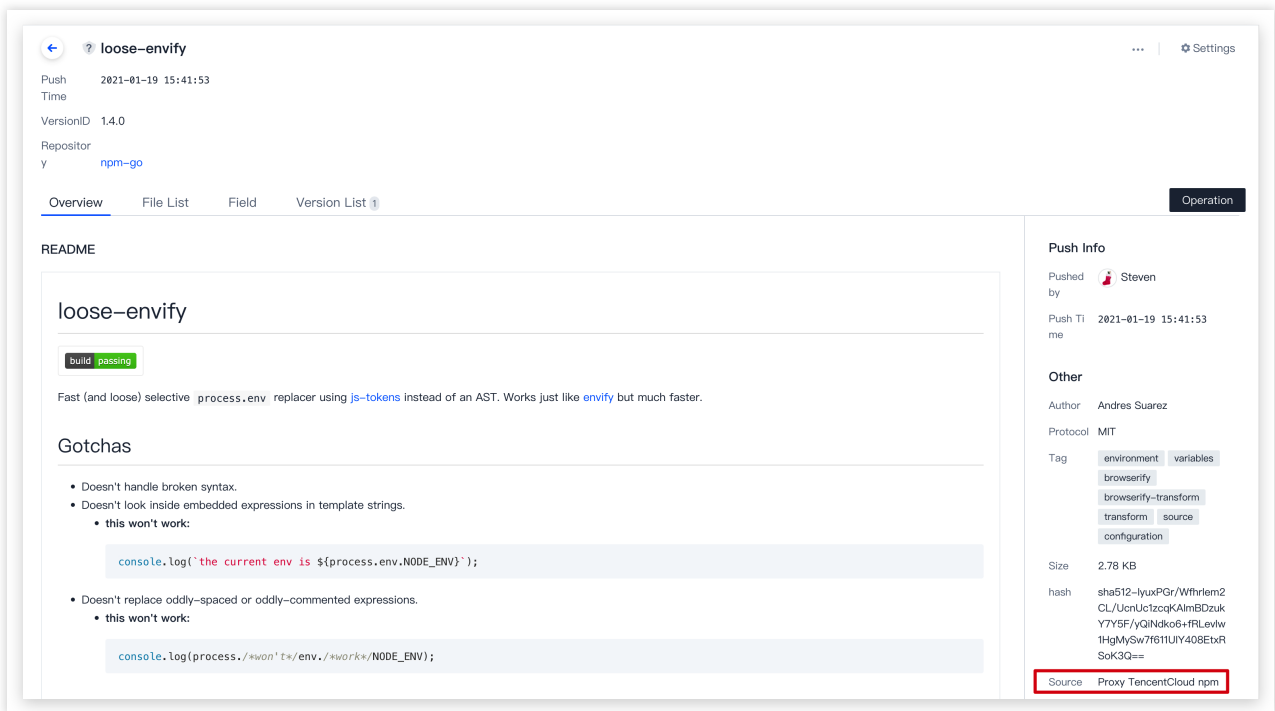 loose-envify
... Settings
Push Time 2021-01-19 15:41:53
VersionID 1.4.0
Repository npm-go
Overview File List Field Version List 1 Operation
README
loose-envify
build passing
Fast (and loose) selective process.env replacer using js-tokens instead of an AST. Works just like envify but much faster.
Gotchas
• Doesn't handle broken syntax.
• Doesn't look inside embedded expressions in template strings.
• this won't work:
console.log(`the current env is ${process.env.NODE_ENV}`);
• Doesn't replace oddly-spaced or oddly-commented expressions.
• this won't work:
console.log(process./*won't*/env./*work*/NODE_ENV);
Push Info
Pushed by Steven
Push Time 2021-01-19 15:41:53
Other
Author Andres Suarez
Protocol MIT
Tag environment variables
browserify
browserify-transform
transform source
configuration
Size 2.78 KB
hash sha512-lyuxPGr/Wfhrlem2
CL/UcnUc1zcqKAlmBDzuk
Y7Y5F/yQiNdko6+fRLevlw
1HgMySw7f611UIY408EtxR
SoK3Q==
Source Proxy TencentCloud npm